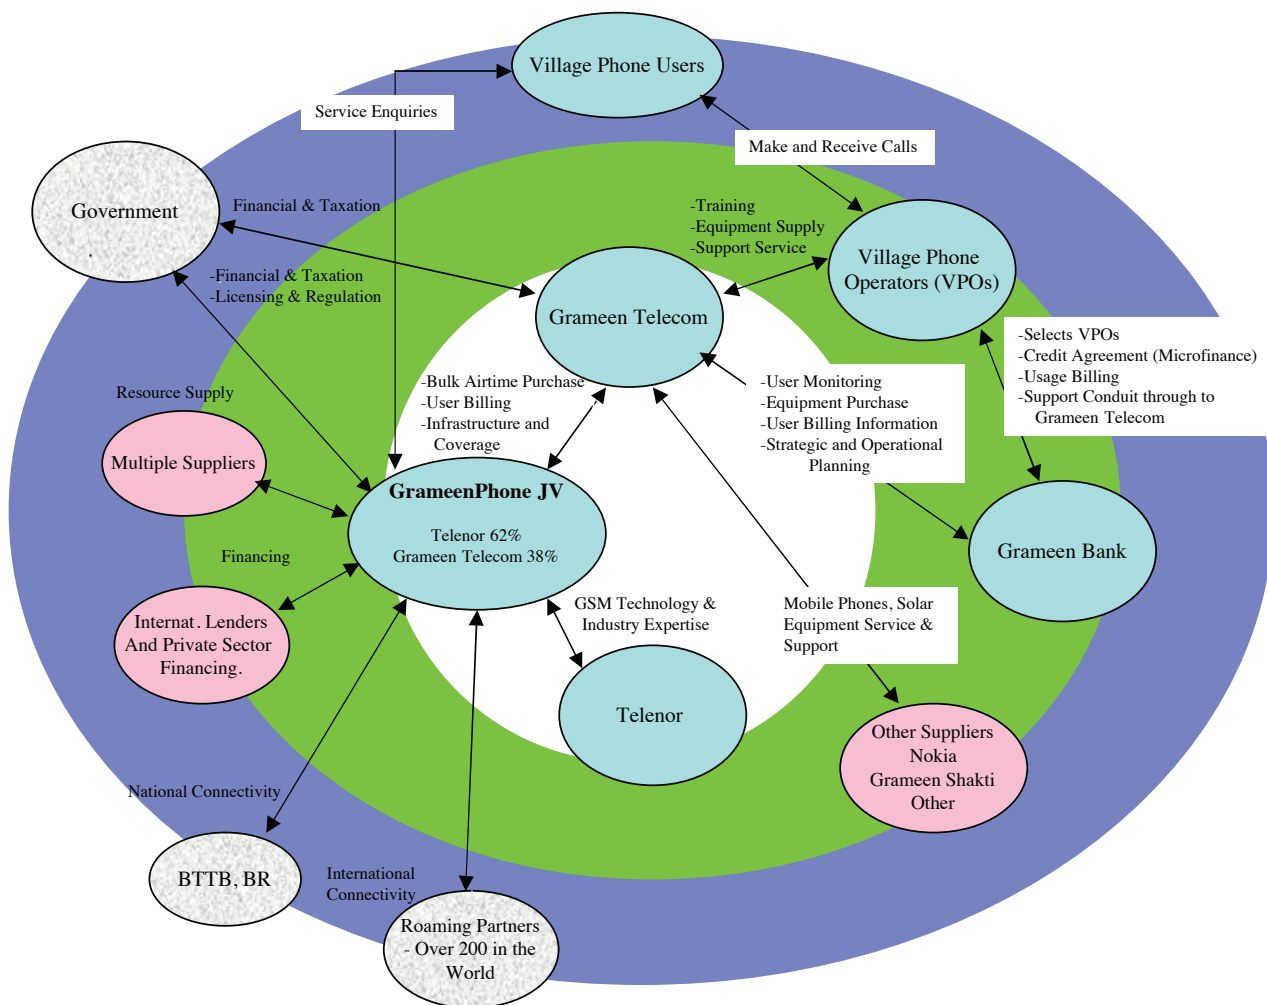 Village Phone Users
Service Enquiries
Make and Receive Calls
Government
Financial & Taxation
-Training
-Equipment Supply
-Support Service
Village Phone
Operators (VPOs)
-Financial & Taxation
-Licensing & Regulation
Grameen Telecom
-Selects VPOs
-Credit Agreement (Microfinance)
-Usage Billing
-Support Conduit through to
Grameen Telecom
Resource Supply
-Bulk Airtime Purchase
-User Billing
-Infrastructure and
Coverage
-User Monitoring
-Equipment Purchase
-User Billing Information
-Strategic and Operational
Planning
Multiple Suppliers
GrameenPhone JV
Telenor 62%
Grameen Telecom 38%
Grameen Bank
Financing
Internat. Lenders
And Private Sector
Financing.
GSM Technology &
Industry Expertise
Mobile Phones, Solar
Equipment Service &
Support
Telenor
Other Suppliers
Nokia
Grameen Shakti
Other
National Connectivity
BTTB, BR
International
Connectivity
Roaming Partners
- Over 200 in the
World